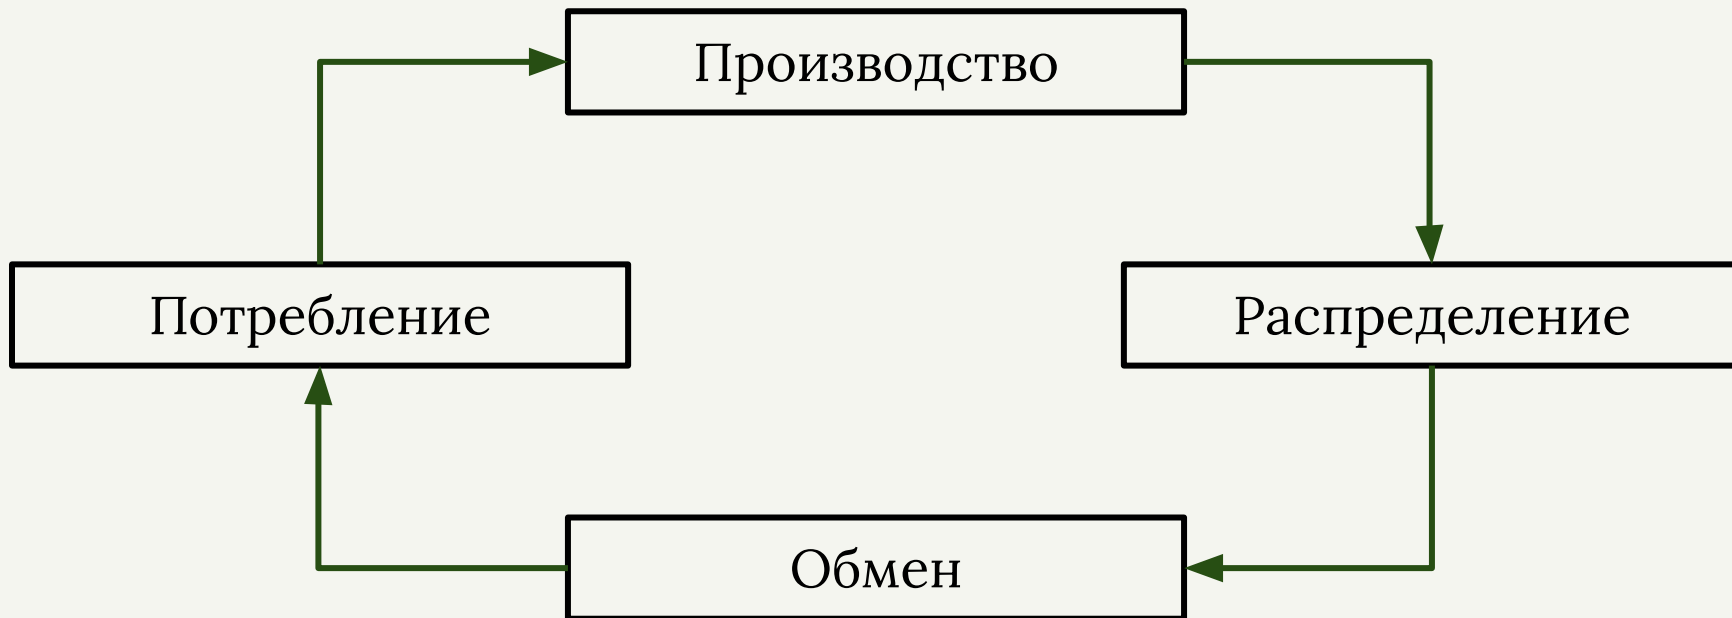 Производство
Потребление
Распределение
Обмен